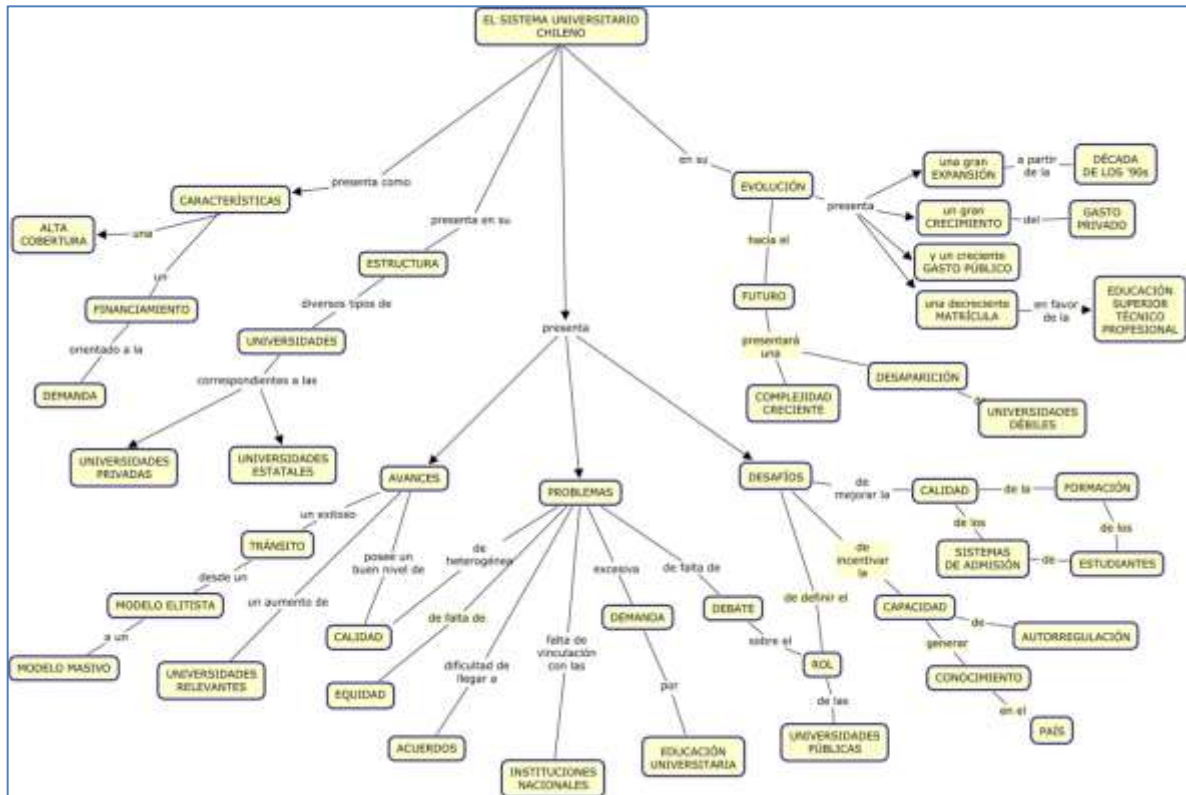 EL SISTEMA UNIVERSITARIO
CHILENO
presenta como
CARACTERÍSTICAS
una
ALTA
COBERTURA
un
FINANCIAMIENTO
orientado a la
DEMANDA
presenta en su
ESTRUCTURA
diversos tipos de
UNIVERSIDADES
correspondientes a las
UNIVERSIDADES
PRIVADAS
UNIVERSIDADES
ESTATALES
en su
EVOLUCIÓN
presenta
una gran
EXPANSIÓN
a partir
de la
DÉCADA
DE LOS '90s
un gran
CRECIMIENTO
del
GASTO
PRIVADO
y un creciente
GASTO PÚBLICO
una decreciente
MATRÍCULA
en favor
de la
EDUCACIÓN
SUPERIOR
TÉCNICO
PROFESIONAL
hacia el
FUTURO
presentará
una
COMPLEJIDAD
CRECIENTE
DESAPARICIÓN
de
UNIVERSIDADES
DÉBILES
presenta
AVANCES
un exitoso
TRÁNSITO
desde un
MODELO ELITISTA
a un
MODELO MASIVO
un aumento de
UNIVERSIDADES
RELEVANTES
posee un
buen nivel de
CALIDAD
PROBLEMAS
de
heterogénea
de falta de
EQUIDAD
dificultad de
llegar a
ACUERDOS
falta de
vinculación
con las
INSTITUCIONES
NACIONALES
excesiva
DEMANDA
por
EDUCACIÓN
UNIVERSITARIA
de falta de
DEBATE
sobre el
ROL
de las
UNIVERSIDADES
PÚBLICAS
DESAFÍOS
de definir el
de
mejorar la
CALIDAD
de la
FORMACIÓN
de los
ESTUDIANTES
de los
SISTEMAS
DE ADMISIÓN
de
de
incentivar
la
CAPACIDAD
de
AUTORREGULACIÓN
generar
CONOCIMIENTO
en el
PAÍS